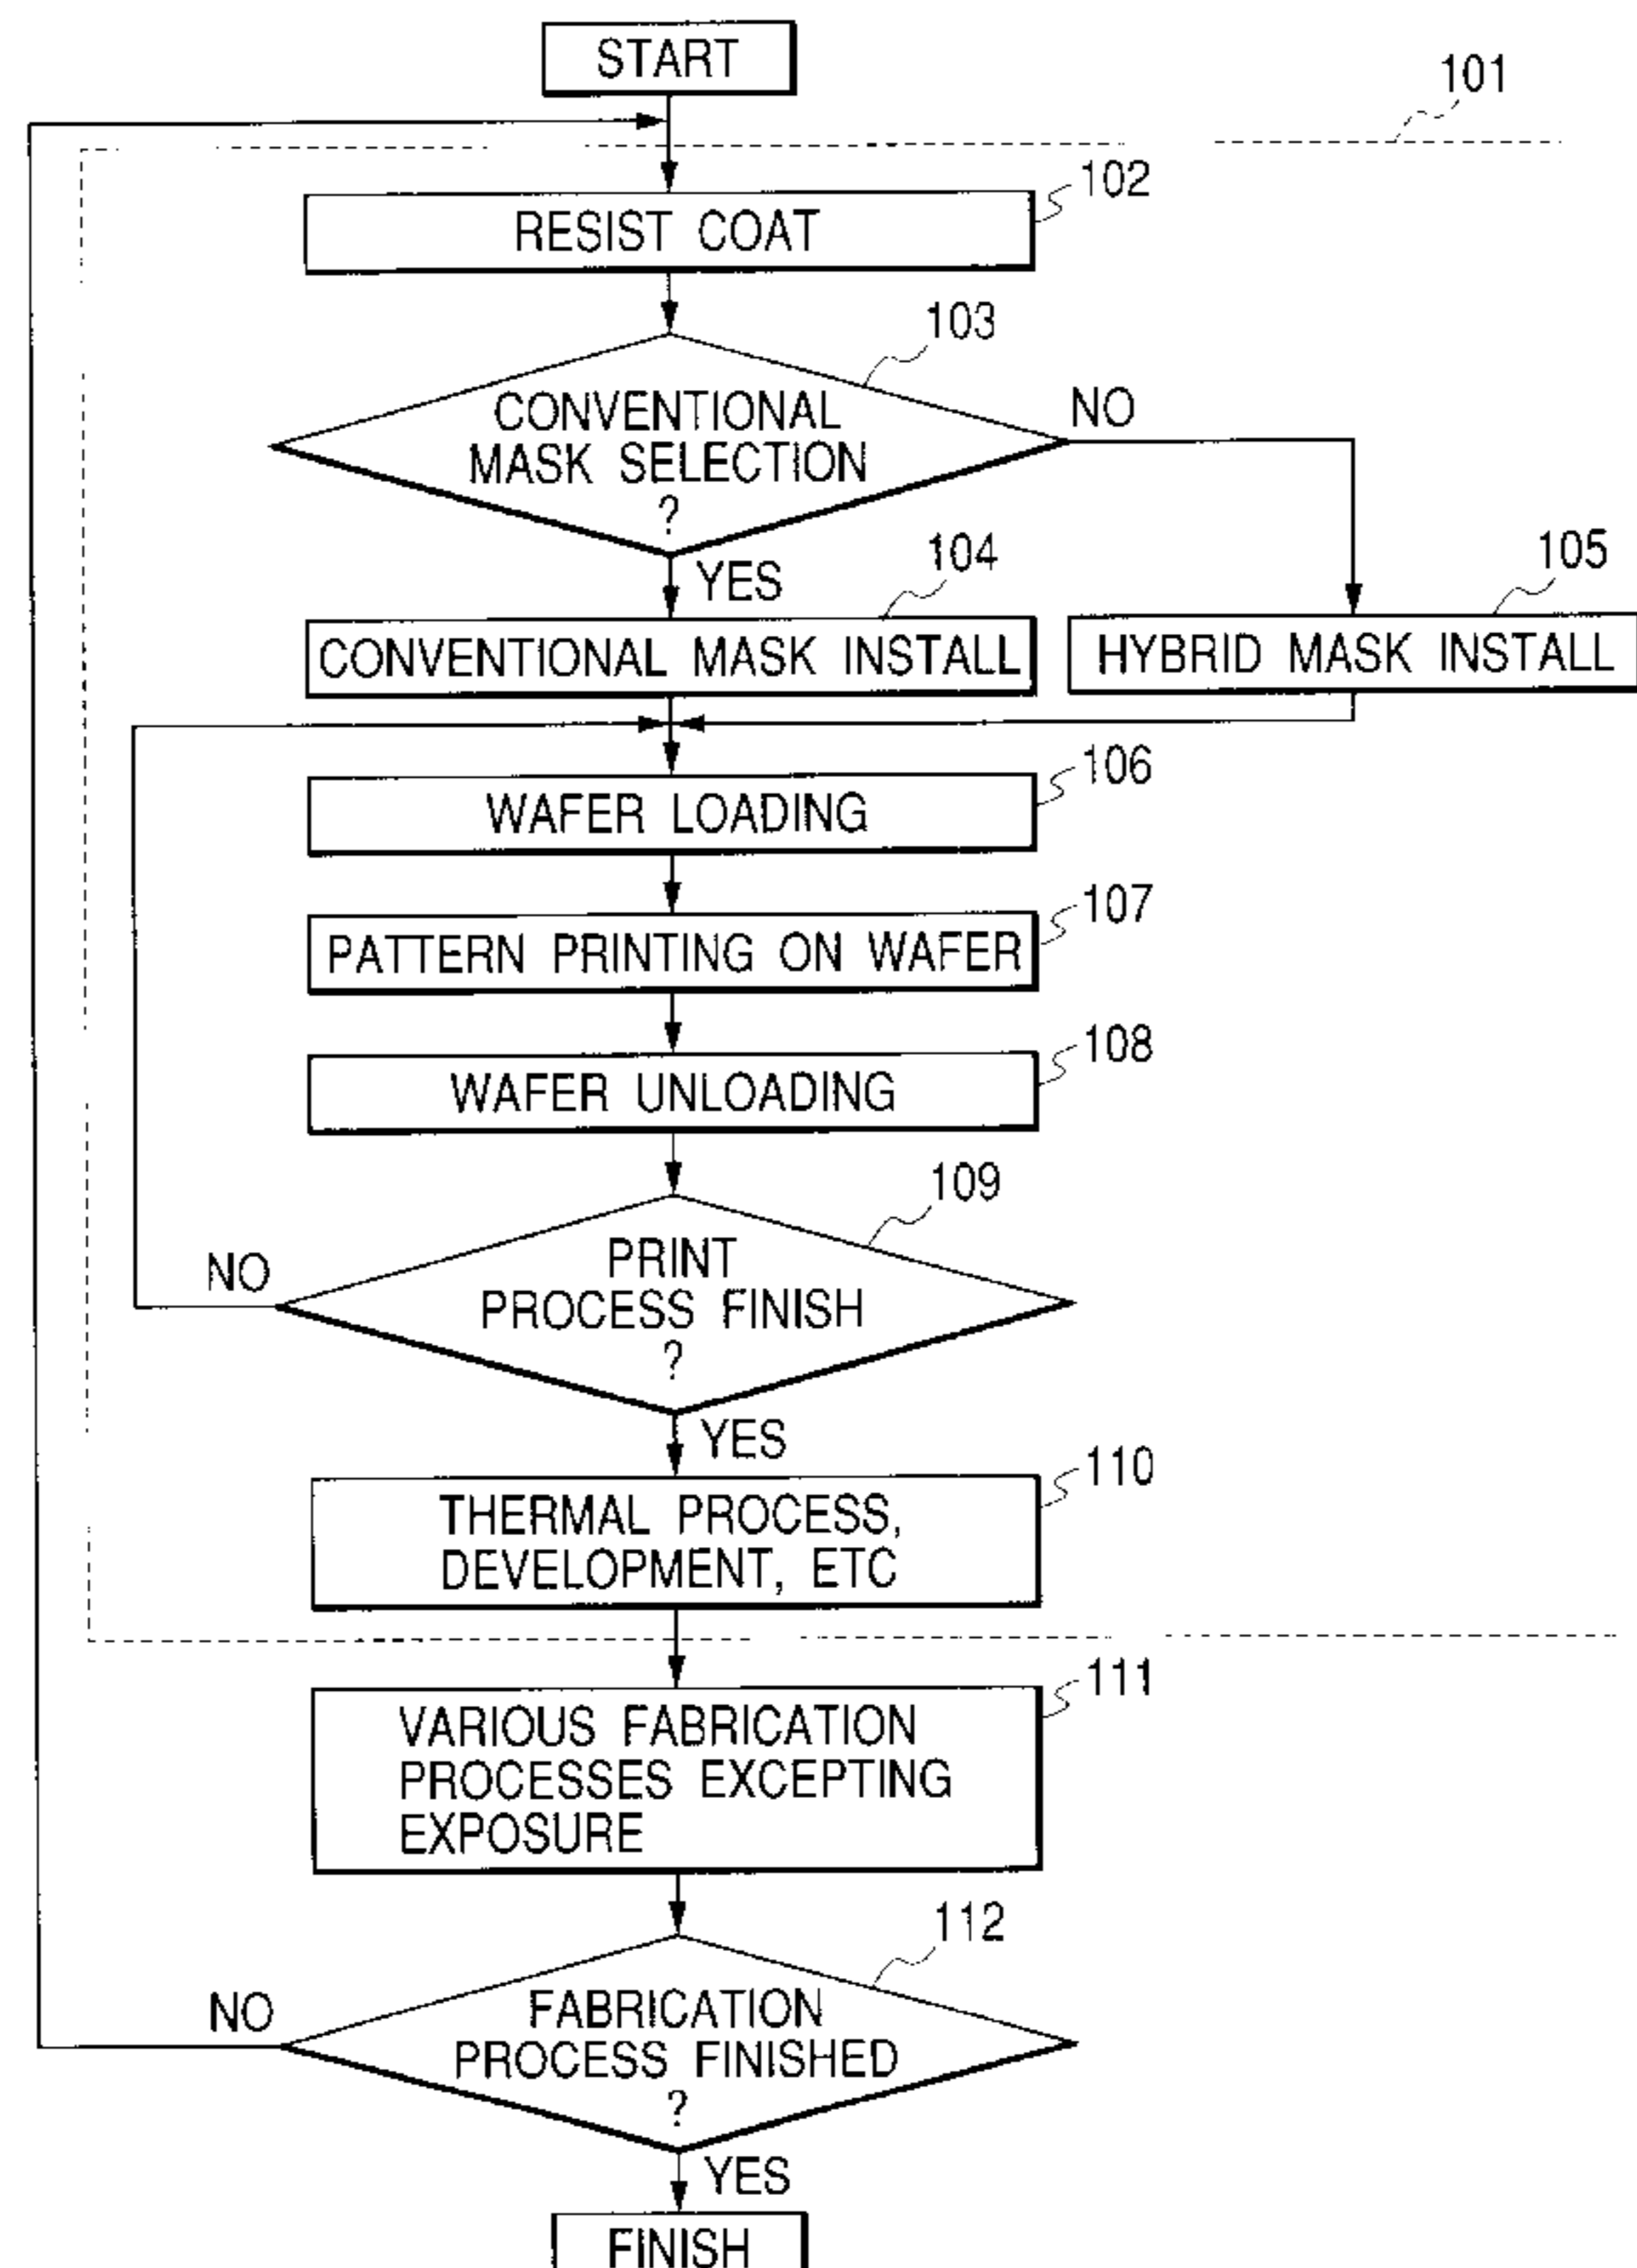 START
101
RESIST COAT
102
103
CONVENTIONAL
MASK SELECTION
?
NO
YES
104
CONVENTIONAL MASK INSTALL
105
HYBRID MASK INSTALL
WAFER LOADING
106
PATTERN PRINTING ON WAFER
107
WAFER UNLOADING
108
109
PRINT
PROCESS FINISH
?
NO
YES
THERMAL PROCESS,
DEVELOPMENT, ETC
110
VARIOUS FABRICATION
PROCESSES EXCEPTING
EXPOSURE
111
112
FABRICATION
PROCESS FINISHED
?
NO
YES
FINISH